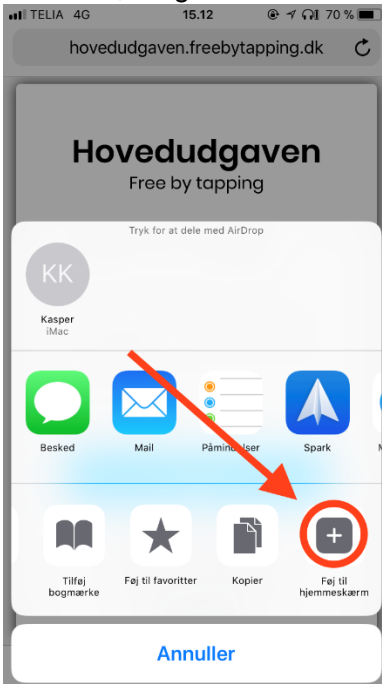 TELIA 4G 15.12 70 %
hovedudgaven.freebytapping.dk
Hovedudgaven
Free by tapping
Tryk for at dele med AirDrop
KK
Kasper
iMac
Besked Mail Påmindelser Spark
Tilføj Føj til favoritter Kopier Føj til
bogmærke hjemmeskærm
Annuller